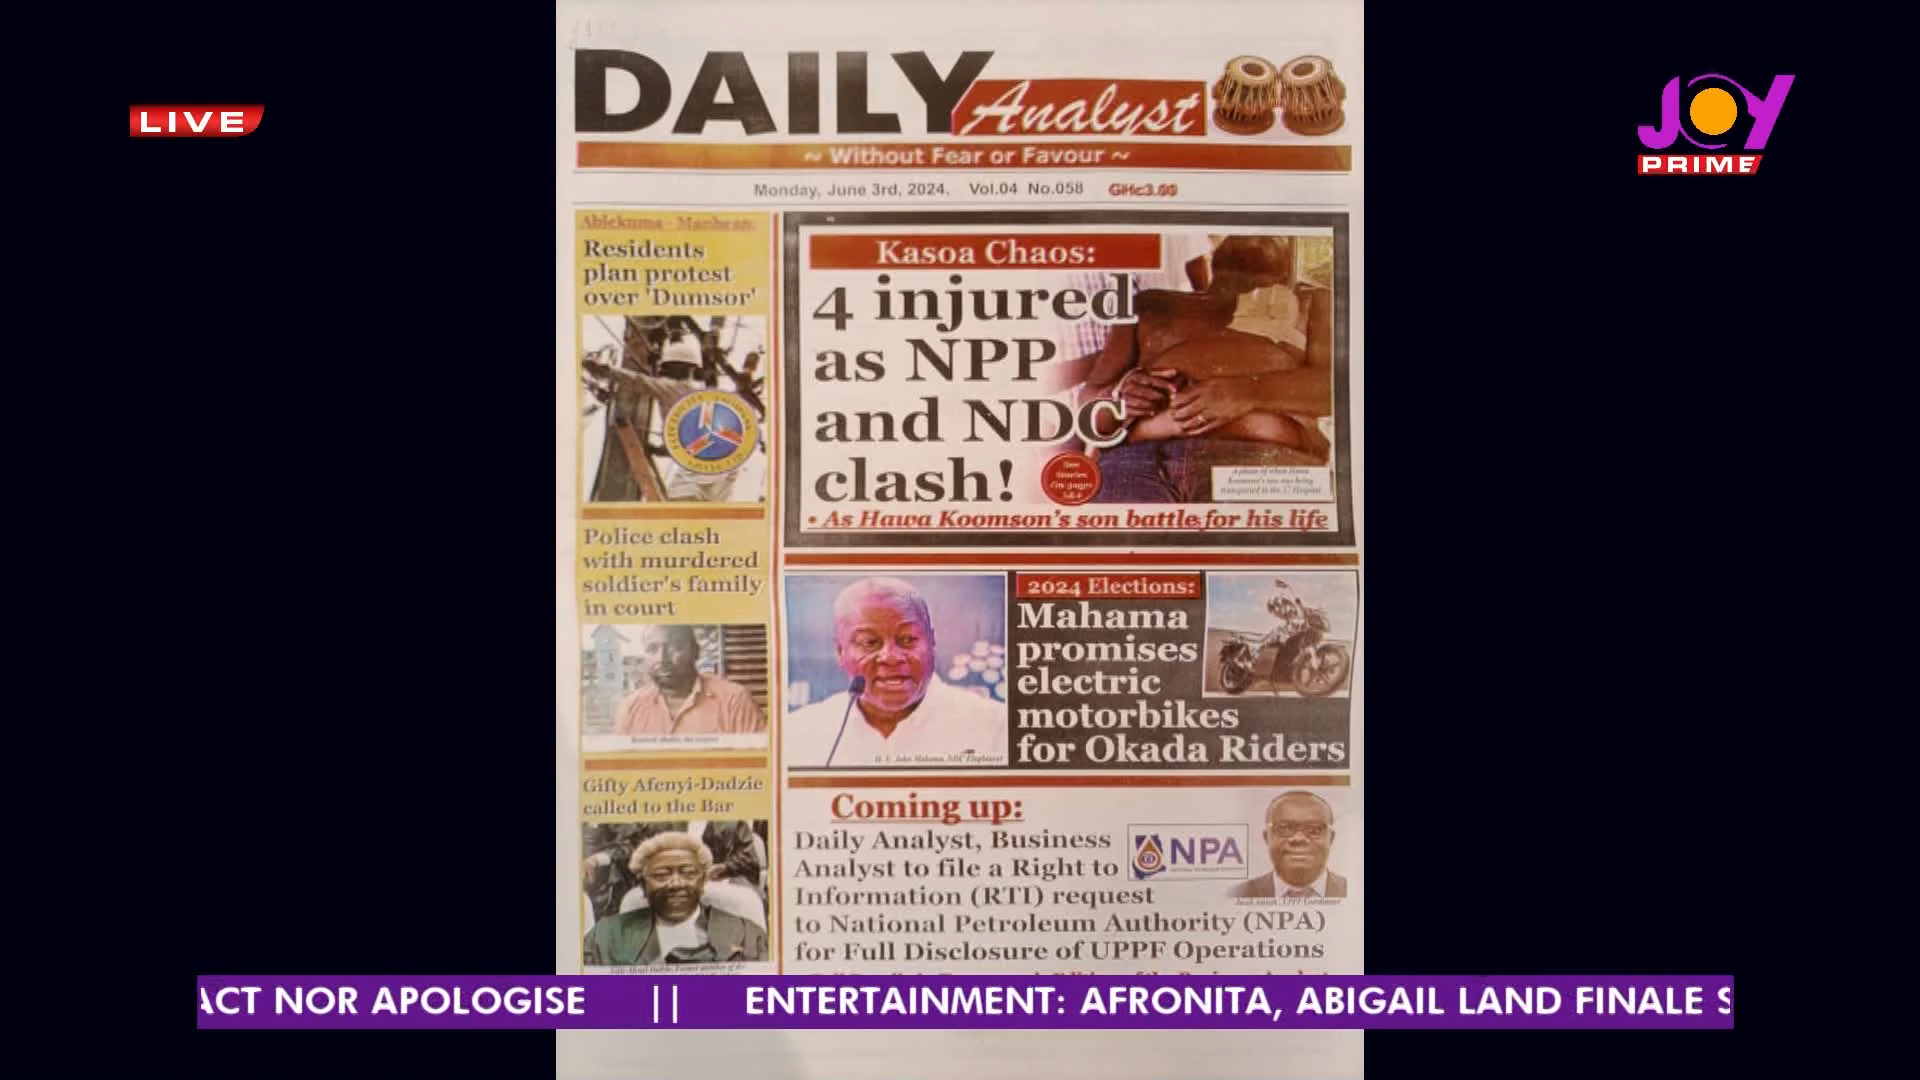 LIVE
JOY
PRIME
DAILY Analyst
~ Without Fear or Favour ~
Monday, June 3rd, 2024. Vol.04 No.058 GHc3.00
Residents
plan protest
over 'Dumsor'
Police clash
with murdered
soldier's family
in court
Gifty Afenyi-Dadzie
called to the Bar
Kasoa Chaos:
4 injured
as NPP
and NDC
clash!
• As Hawa Koomson's son battle for his life
2024 Elections:
Mahama
promises
electric
motorbikes
for Okada Riders
Coming up:
Daily Analyst, Business
Analyst to file a Right to
Information (RTI) request
to National Petroleum Authority (NPA)
for Full Disclosure of UPPF Operations
NPA
ACT NOR APOLOGISE || ENTERTAINMENT: AFRONITA, ABIGAIL LAND FINALE S